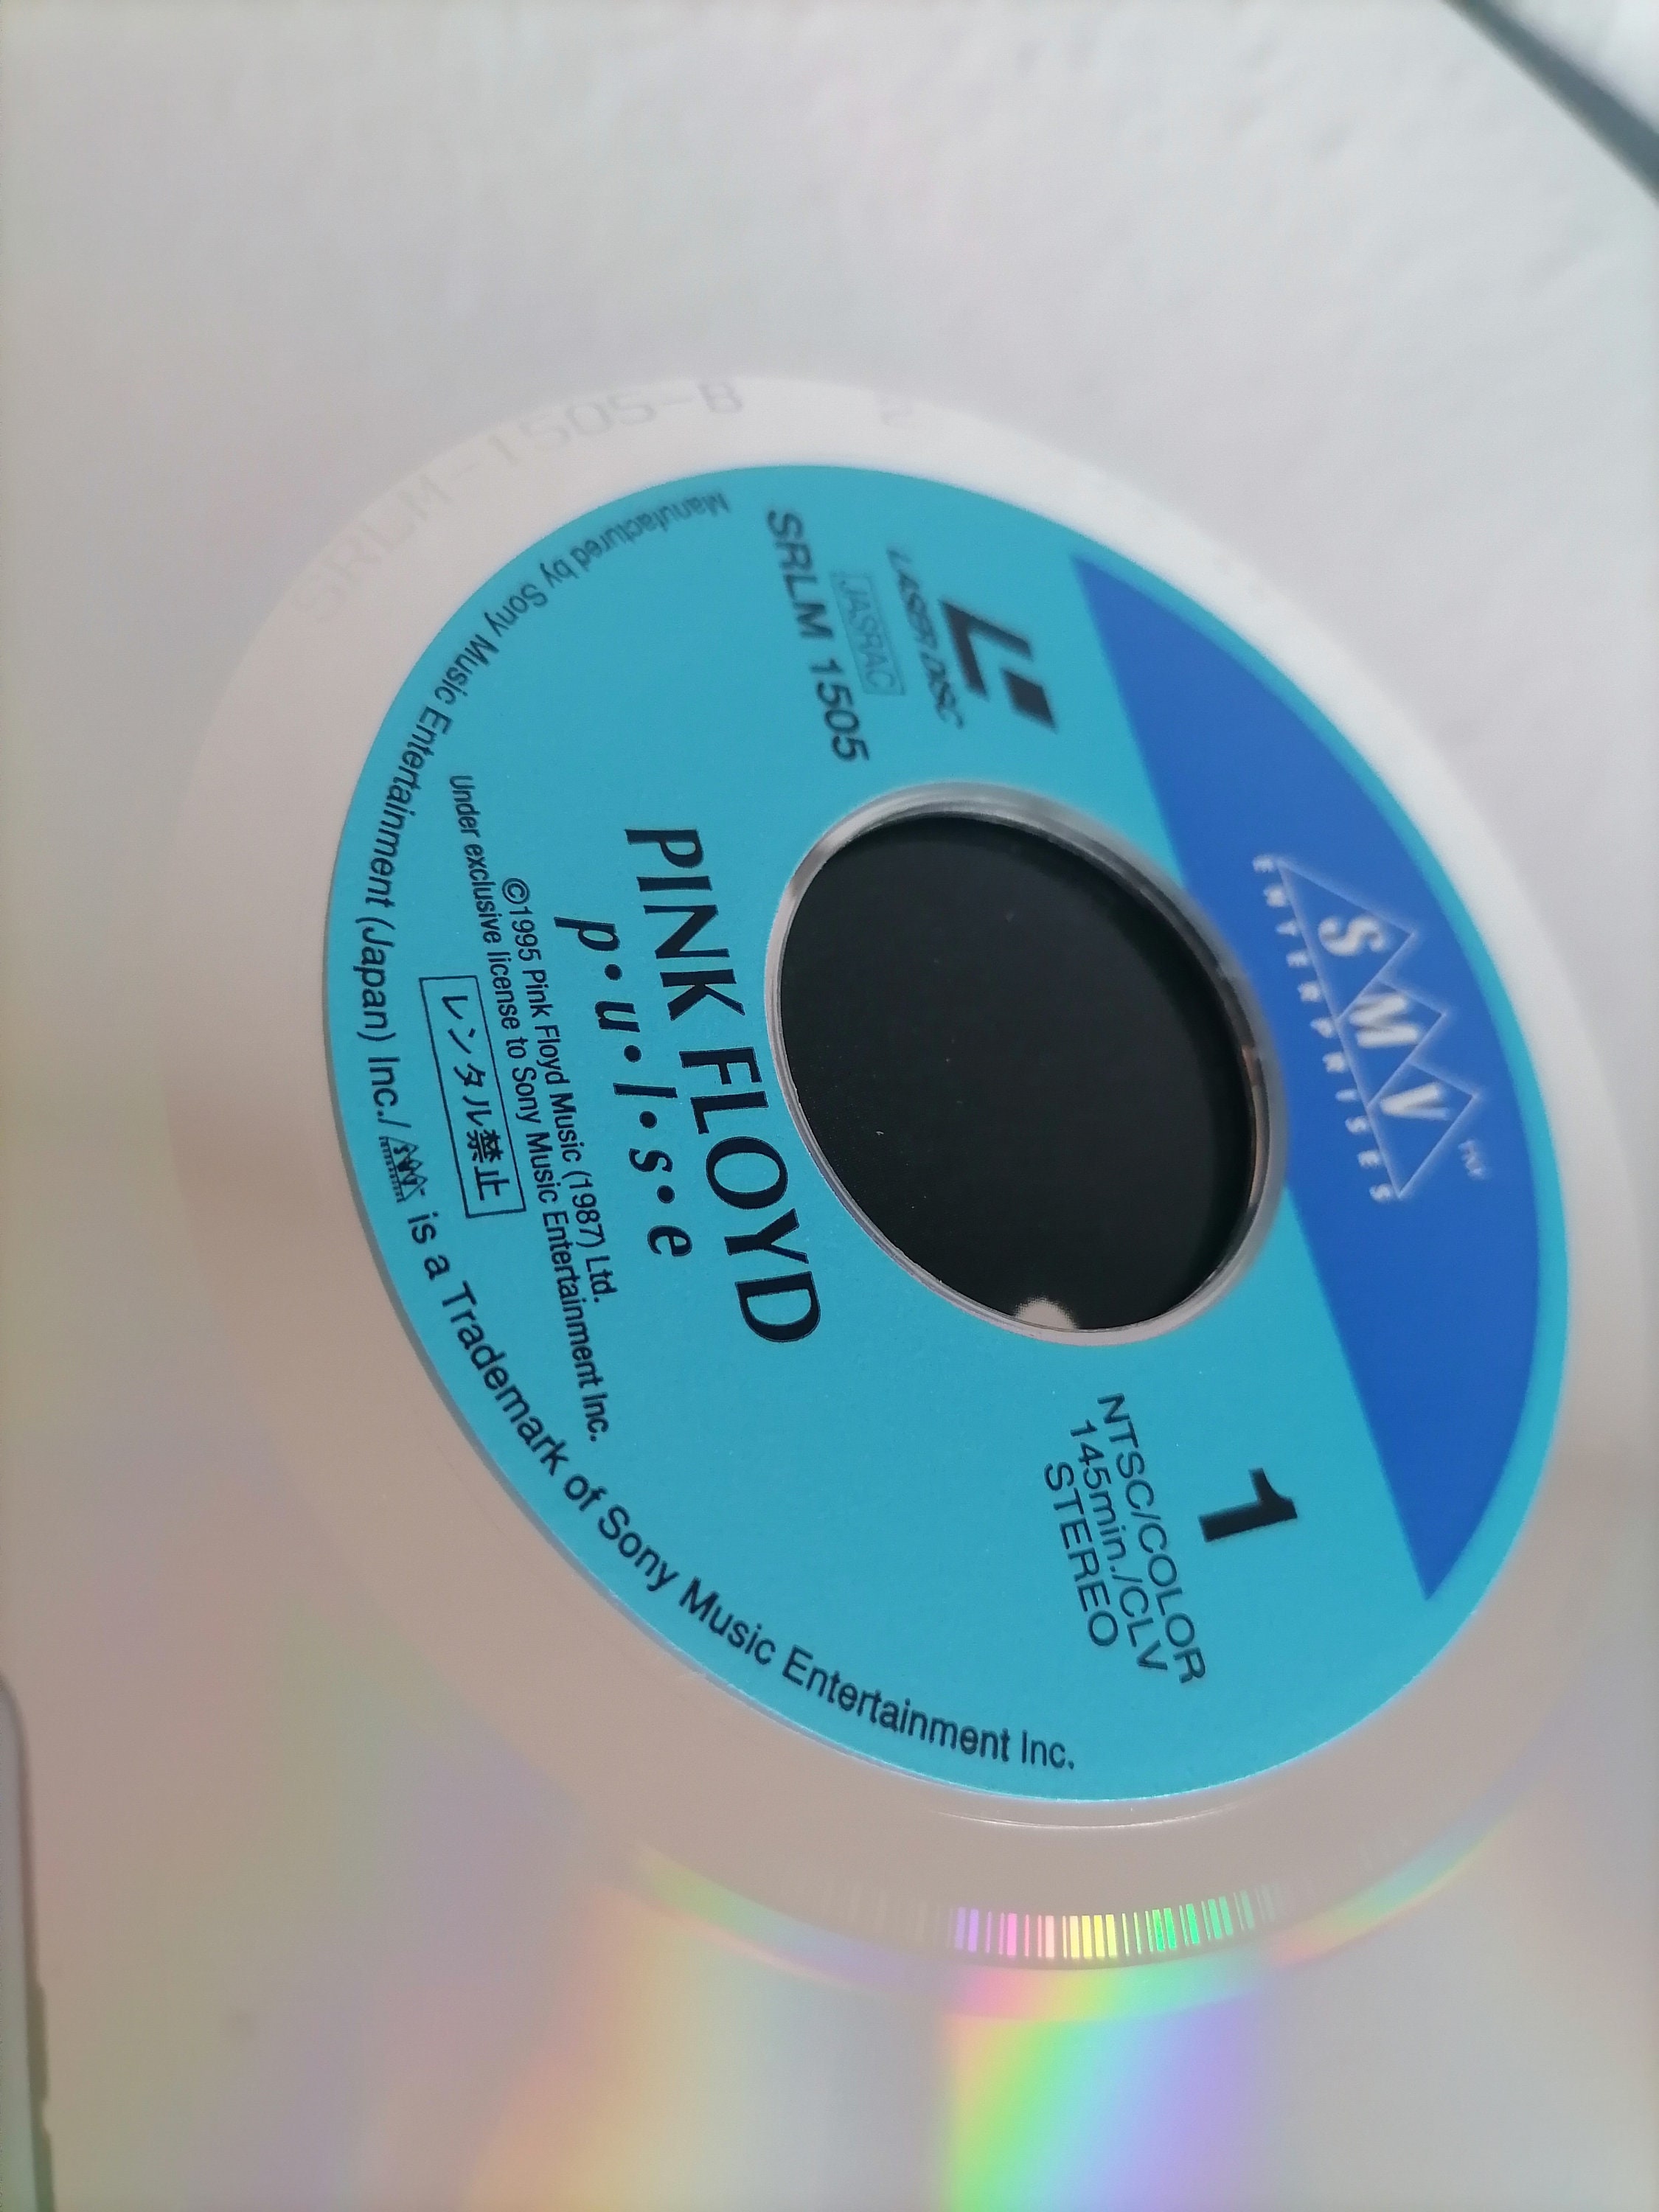 SMV
ENTERPRISES
LASER DISC
JASRAC
SRLM 1505
1
NTSC/COLOR
145min./CLV
STEREO
PINK FLOYD
p•u•l•s•e
©1995 Pink Floyd Music (1987) Ltd.
Under exclusive license to Sony Music Entertainment Inc.
レンタル禁止
Manufactured by Sony Music Entertainment (Japan) Inc./SMV is a Trademark of Sony Music Entertainment Inc.
SRLM-1505-B